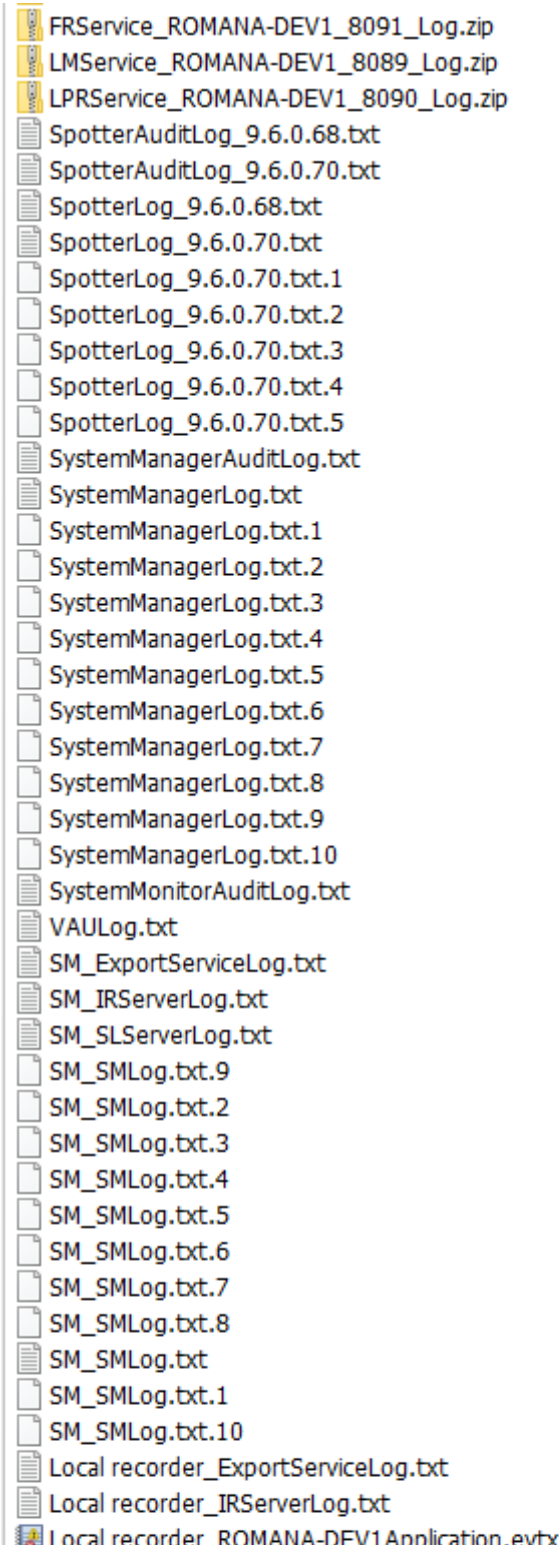 FRService_ROMANA-DEV1_8091_Log.zip
LMService_ROMANA-DEV1_8089_Log.zip
LPRService_ROMANA-DEV1_8090_Log.zip
SpotterAuditLog_9.6.0.68.txt
SpotterAuditLog_9.6.0.70.txt
SpotterLog_9.6.0.68.txt
SpotterLog_9.6.0.70.txt
SpotterLog_9.6.0.70.txt.1
SpotterLog_9.6.0.70.txt.2
SpotterLog_9.6.0.70.txt.3
SpotterLog_9.6.0.70.txt.4
SpotterLog_9.6.0.70.txt.5
SystemManagerAuditLog.txt
SystemManagerLog.txt
SystemManagerLog.txt.1
SystemManagerLog.txt.2
SystemManagerLog.txt.3
SystemManagerLog.txt.4
SystemManagerLog.txt.5
SystemManagerLog.txt.6
SystemManagerLog.txt.7
SystemManagerLog.txt.8
SystemManagerLog.txt.9
SystemManagerLog.txt.10
SystemMonitorAuditLog.txt
VAULog.txt
SM_ExportServiceLog.txt
SM_IRServerLog.txt
SM_SLServerLog.txt
SM_SMLog.txt.9
SM_SMLog.txt.2
SM_SMLog.txt.3
SM_SMLog.txt.4
SM_SMLog.txt.5
SM_SMLog.txt.6
SM_SMLog.txt.7
SM_SMLog.txt.8
SM_SMLog.txt
SM_SMLog.txt.1
SM_SMLog.txt.10
Local recorder_ExportServiceLog.txt
Local recorder_IRServerLog.txt
Local recorder_ROMANA-DEV1Application.evtx